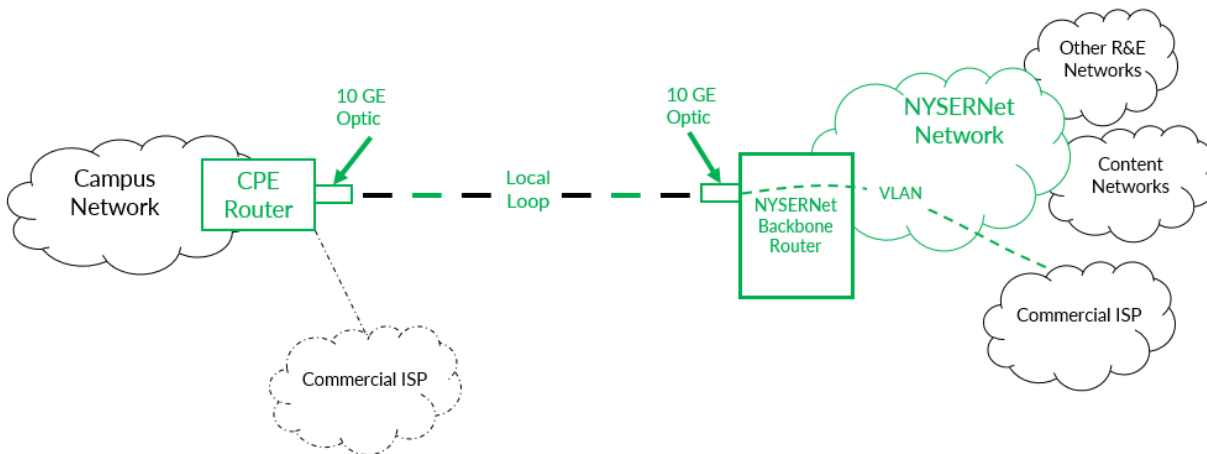 Campus
Network
CPE
Router
10 GE
Optic
Local
Loop
10 GE
Optic
NYSERNet
Backbone
Router
NYSERNet
Network
VLAN
Other R&E
Networks
Content
Networks
Commercial ISP
Commercial ISP